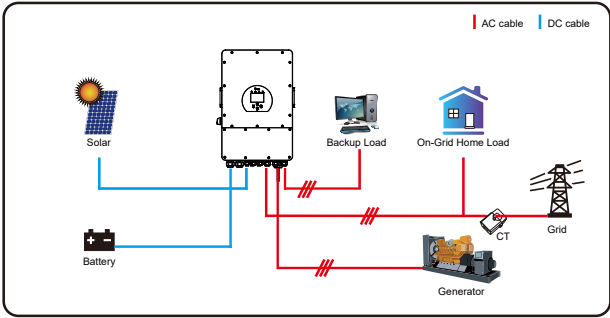 AC cable
DC cable
Solar
Backup Load
On-Grid Home Load
CT
Grid
Battery
Generator